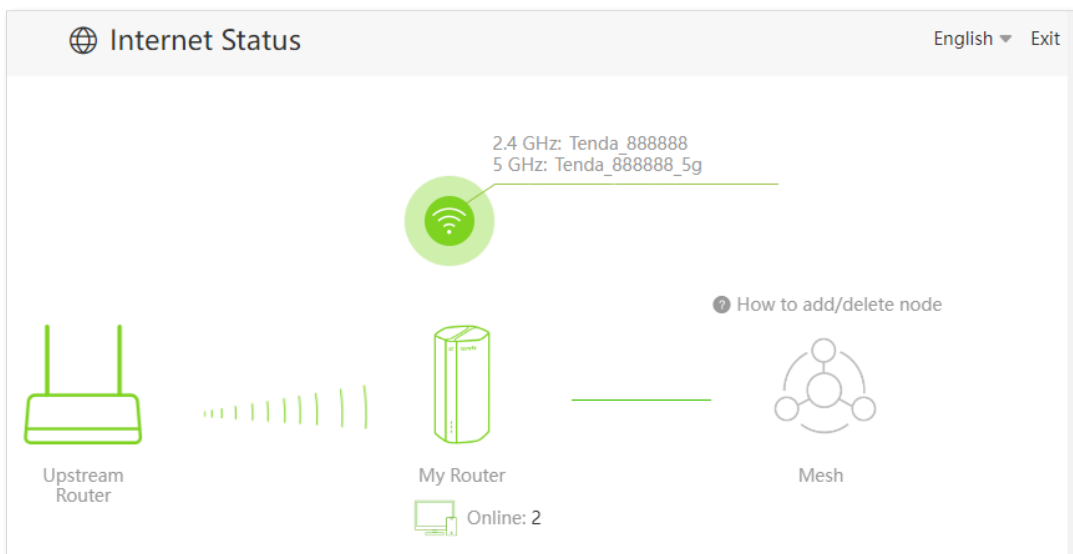 Internet Status
English
Exit
2.4 GHz: Tenda_888888
5 GHz: Tenda_888888_5g
How to add/delete node
Upstream
Router
My Router
Mesh
Online: 2